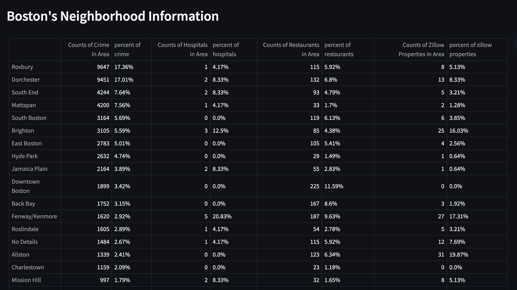 Boston's Neighborhood Information
Counts of Crime in Area percent of crime Counts of Hospitals in Area percent of hospitals Counts of Restaurants in Area percent of restaurants Counts of Zillow Properties in Area percent of zillow properties
Roxbury 9647 17.36% 1 4.17% 115 5.92% 8 5.13%
Dorchester 9451 17.01% 2 8.33% 132 6.8% 13 8.33%
South End 4244 7.64% 2 8.33% 93 4.79% 5 3.21%
Mattapan 4200 7.56% 1 4.17% 33 1.7% 2 1.28%
South Boston 3164 5.69% 0 0.0% 119 6.13% 6 3.85%
Brighton 3105 5.59% 3 12.5% 85 4.38% 25 16.03%
East Boston 2783 5.01% 0 0.0% 105 5.41% 4 2.56%
Hyde Park 2632 4.74% 0 0.0% 29 1.49% 1 0.64%
Jamaica Plain 2164 3.89% 2 8.33% 55 2.83% 1 0.64%
Downtown Boston 1899 3.42% 0 0.0% 225 11.59% 0 0.0%
Back Bay 1752 3.15% 0 0.0% 167 8.6% 3 1.92%
Fenway/Kenmore 1620 2.92% 5 20.83% 187 9.63% 27 17.31%
Roslindale 1605 2.89% 1 4.17% 54 2.78% 5 3.21%
No Details 1484 2.67% 1 4.17% 115 5.92% 12 7.69%
Allston 1339 2.41% 0 0.0% 123 6.34% 31 19.87%
Charlestown 1159 2.09% 0 0.0% 23 1.18% 0 0.0%
Mission Hill 997 1.79% 2 8.33% 32 1.65% 8 5.13%